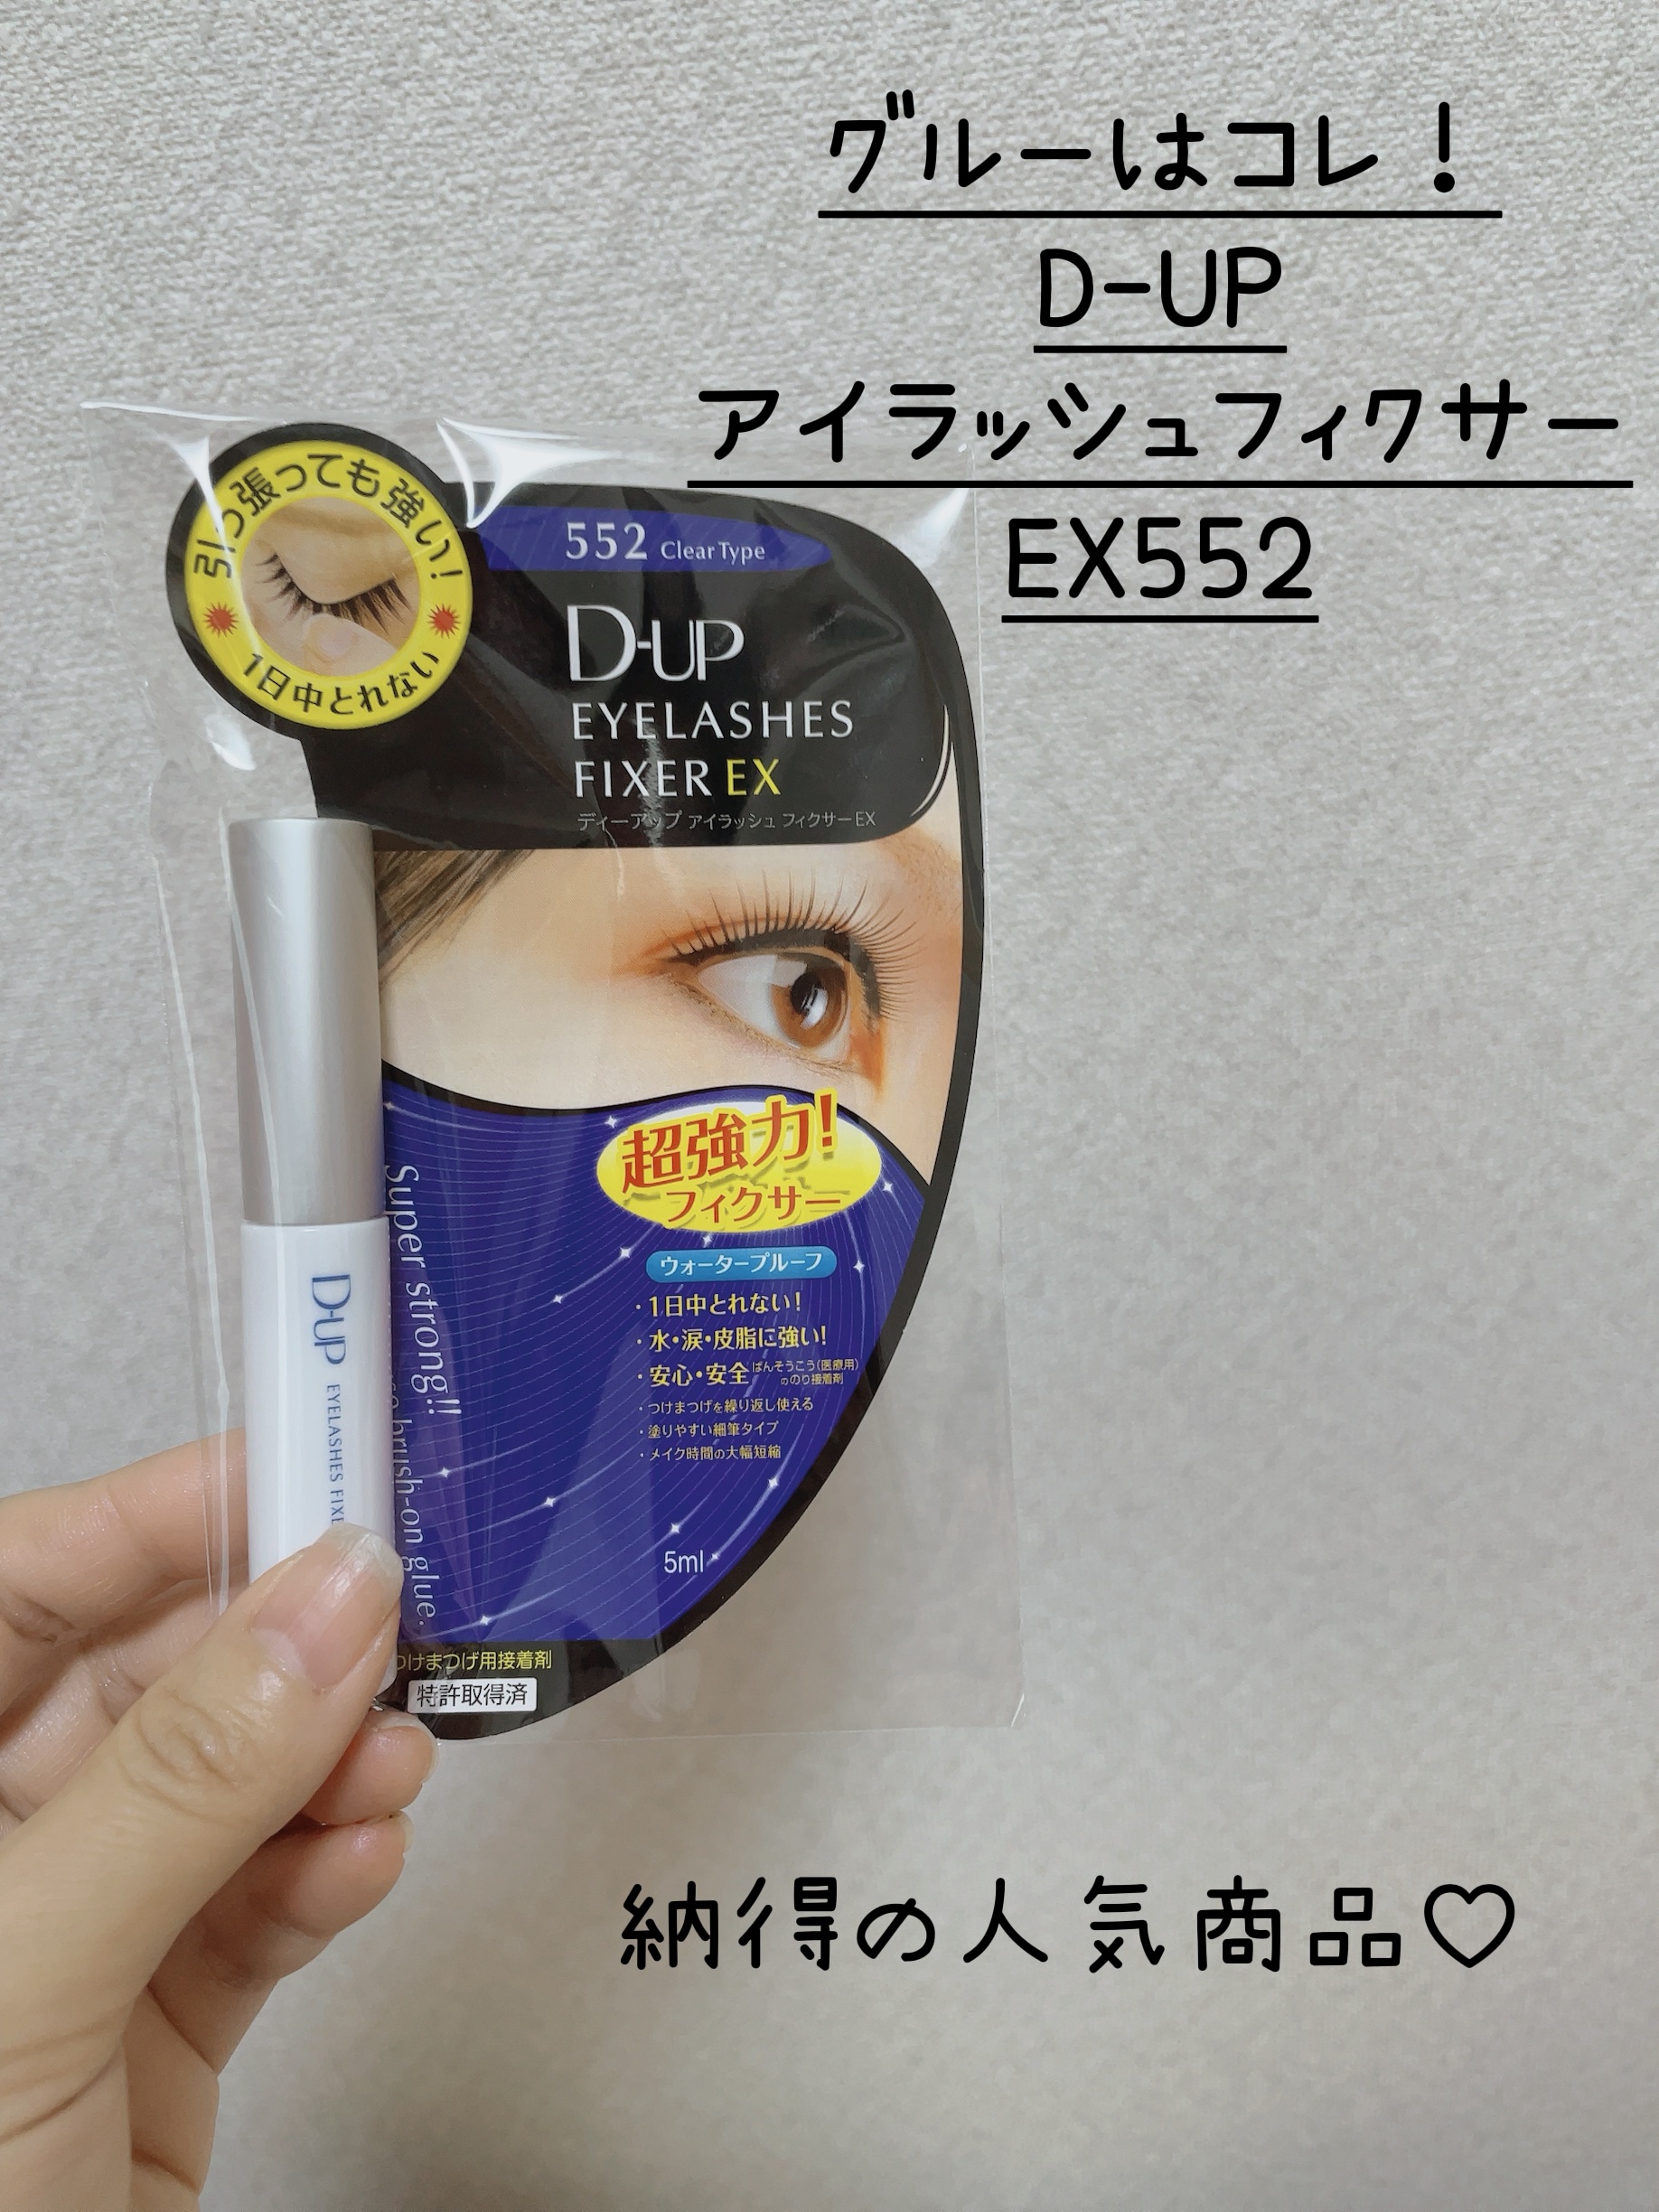 グルーはコレ！
D-UP
アイラッシュフィクサー
EX552
引っ張っても強い!
1日中とれない
552 Clear Type
D-UP
EYELASHES
FIXER EX
ディーアップ アイラッシュ フィクサー EX
超強力!
フィクサー
ウォータープルーフ
・1日中とれない!
・水・涙・皮脂に強い!
・安心・安全 ばんそうこう(医療用)ののり接着剤
・つけまつげを繰り返し使える
・塗りやすい細筆タイプ
・メイク時間の大幅短縮
5ml
Super strong!!
brush-on glue.
D-UP
EYELASHES
つけまつげ用接着剤
特許取得済
納得の人気商品♡